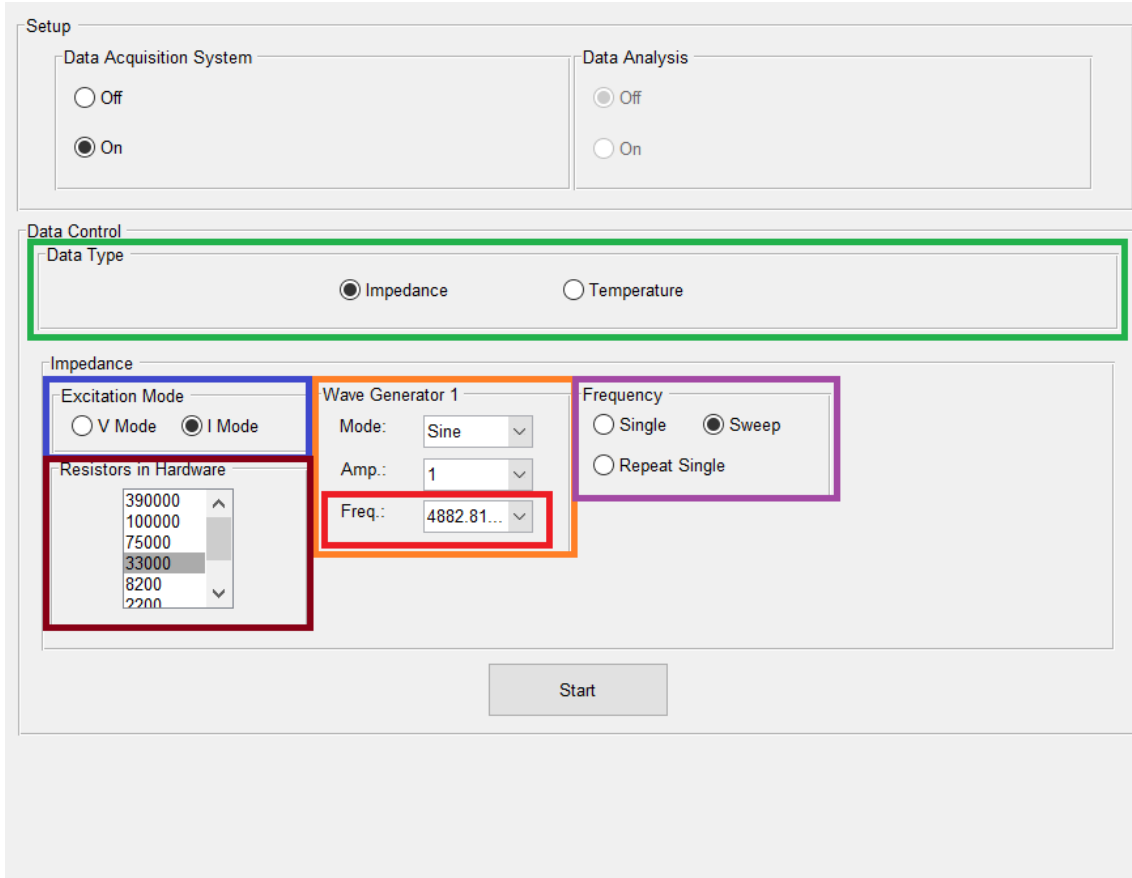 Setup
Data Acquisition System
Off
On
Data Analysis
Off
On
Data Control
Data Type
Impedance Temperature
Impedance
Excitation Mode
V Mode I Mode
Resistors in Hardware
390000
100000
75000
33000
8200
2200
Wave Generator 1
Mode: Sine
Amp.: 1
Freq.: 4882.81...
Frequency
Single Sweep
Repeat Single
Start